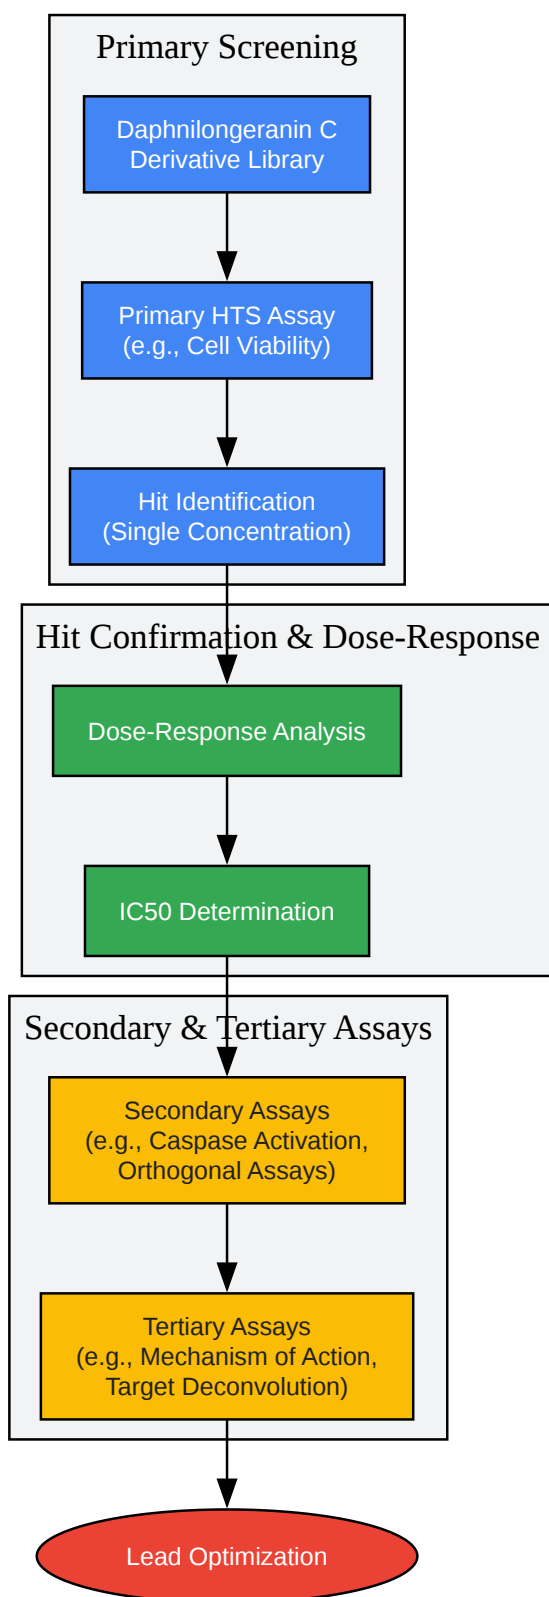 Primary Screening
Daphnilongeranin C
Derivative Library
Primary HTS Assay
(e.g., Cell Viability)
Hit Identification
(Single Concentration)
Hit Confirmation & Dose-Response
Dose-Response Analysis
IC50 Determination
Secondary & Tertiary Assays
Secondary Assays
(e.g., Caspase Activation,
Orthogonal Assays)
Tertiary Assays
(e.g., Mechanism of Action,
Target Deconvolution)
Lead Optimization